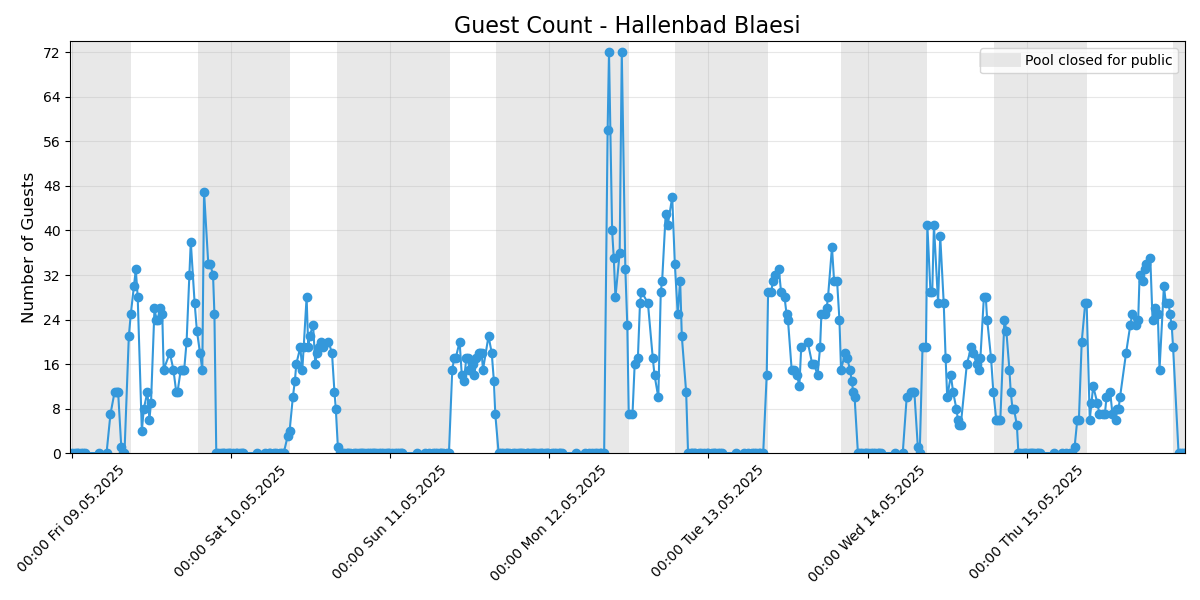 Guest Count - Hallenbad Blaesi
Pool closed for public
Number of Guests
72
64
56
48
40
32
24
16
8
0
00:00 Fri 09.05.2025
00:00 Sat 10.05.2025
00:00 Sun 11.05.2025
00:00 Mon 12.05.2025
00:00 Tue 13.05.2025
00:00 Wed 14.05.2025
00:00 Thu 15.05.2025